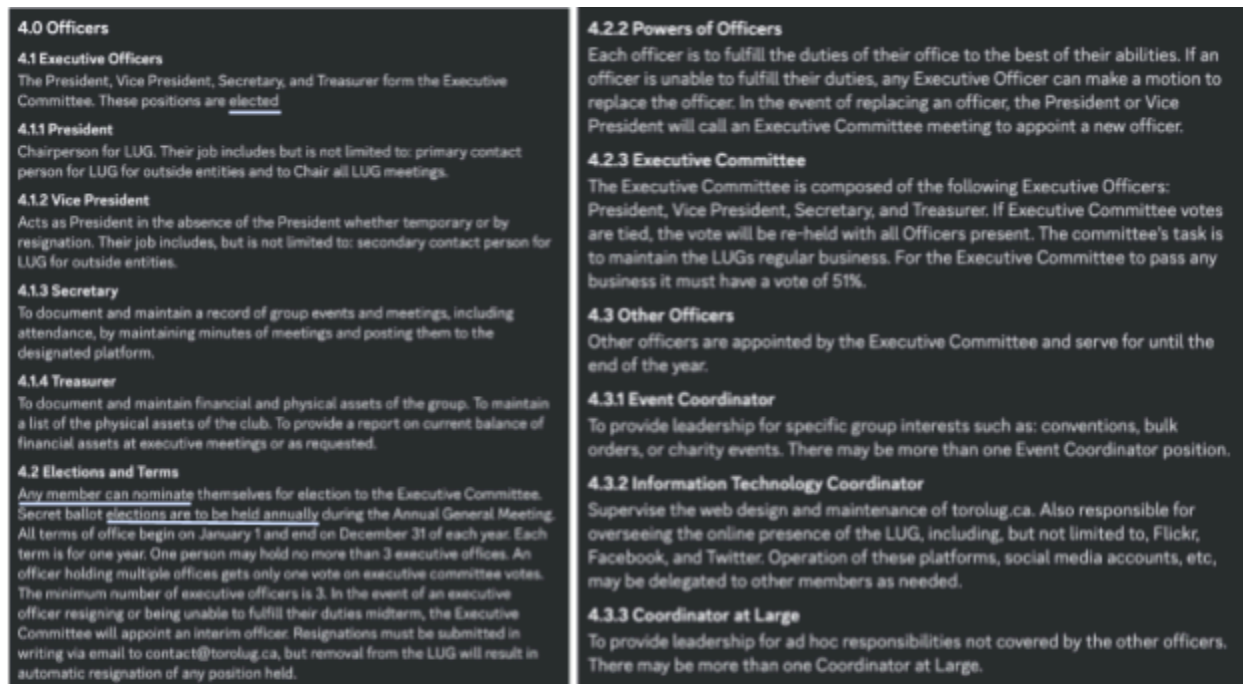 4.0 Officers
4.1 Executive Officers
The President, Vice President, Secretary, and Treasurer form the Executive
Committee. These positions are elected
4.1.1 President
Chairperson for LUG. Their job includes but is not limited to: primary contact
person for LUG for outside entities and to Chair all LUG meetings.
4.1.2 Vice President
Acts as President in the absence of the President whether temporary or by
resignation. Their job includes, but is not limited to: secondary contact person for
LUG for outside entities.
4.1.3 Secretary
To document and maintain a record of group events and meetings, including
attendance, by maintaining minutes of meetings and posting them to the
designated platform.
4.1.4 Treasurer
To document and maintain financial and physical assets of the group. To maintain
a list of the physical assets of the club. To provide a report on current balance of
financial assets at executive meetings or as requested.
4.2 Elections and Terms
Any member can nominate themselves for election to the Executive Committee.
Secret ballot elections are to be held annually during the Annual General Meeting.
All terms of office begin on January 1 and end on December 31 of each year. Each
term is for one year. One person may hold no more than 3 executive offices. An
officer holding multiple offices gets only one vote on executive committee votes.
The minimum number of executive officers is 3. In the event of an executive
officer resigning or being unable to fulfill their duties midterm, the Executive
Committee will appoint an interim officer. Resignations must be submitted in
writing via email to contact@torolug.ca, but removal from the LUG will result in
automatic resignation of any position held.
4.2.2 Powers of Officers
Each officer is to fulfill the duties of their office to the best of their abilities. If an
officer is unable to fulfill their duties, any Executive Officer can make a motion to
replace the officer. In the event of replacing an officer, the President or Vice
President will call an Executive Committee meeting to appoint a new officer.
4.2.3 Executive Committee
The Executive Committee is composed of the following Executive Officers:
President, Vice President, Secretary, and Treasurer. If Executive Committee votes
are tied, the vote will be re-held with all Officers present. The committee's task is
to maintain the LUGs regular business. For the Executive Committee to pass any
business it must have a vote of 51%.
4.3 Other Officers
Other officers are appointed by the Executive Committee and serve for until the
end of the year.
4.3.1 Event Coordinator
To provide leadership for specific group interests such as: conventions, bulk
orders, or charity events. There may be more than one Event Coordinator position.
4.3.2 Information Technology Coordinator
Supervise the web design and maintenance of torolug.ca. Also responsible for
overseeing the online presence of the LUG, including, but not limited to, Flickr,
Facebook, and Twitter. Operation of these platforms, social media accounts, etc,
may be delegated to other members as needed.
4.3.3 Coordinator at Large
To provide leadership for ad hoc responsibilities not covered by the other officers.
There may be more than one Coordinator at Large.